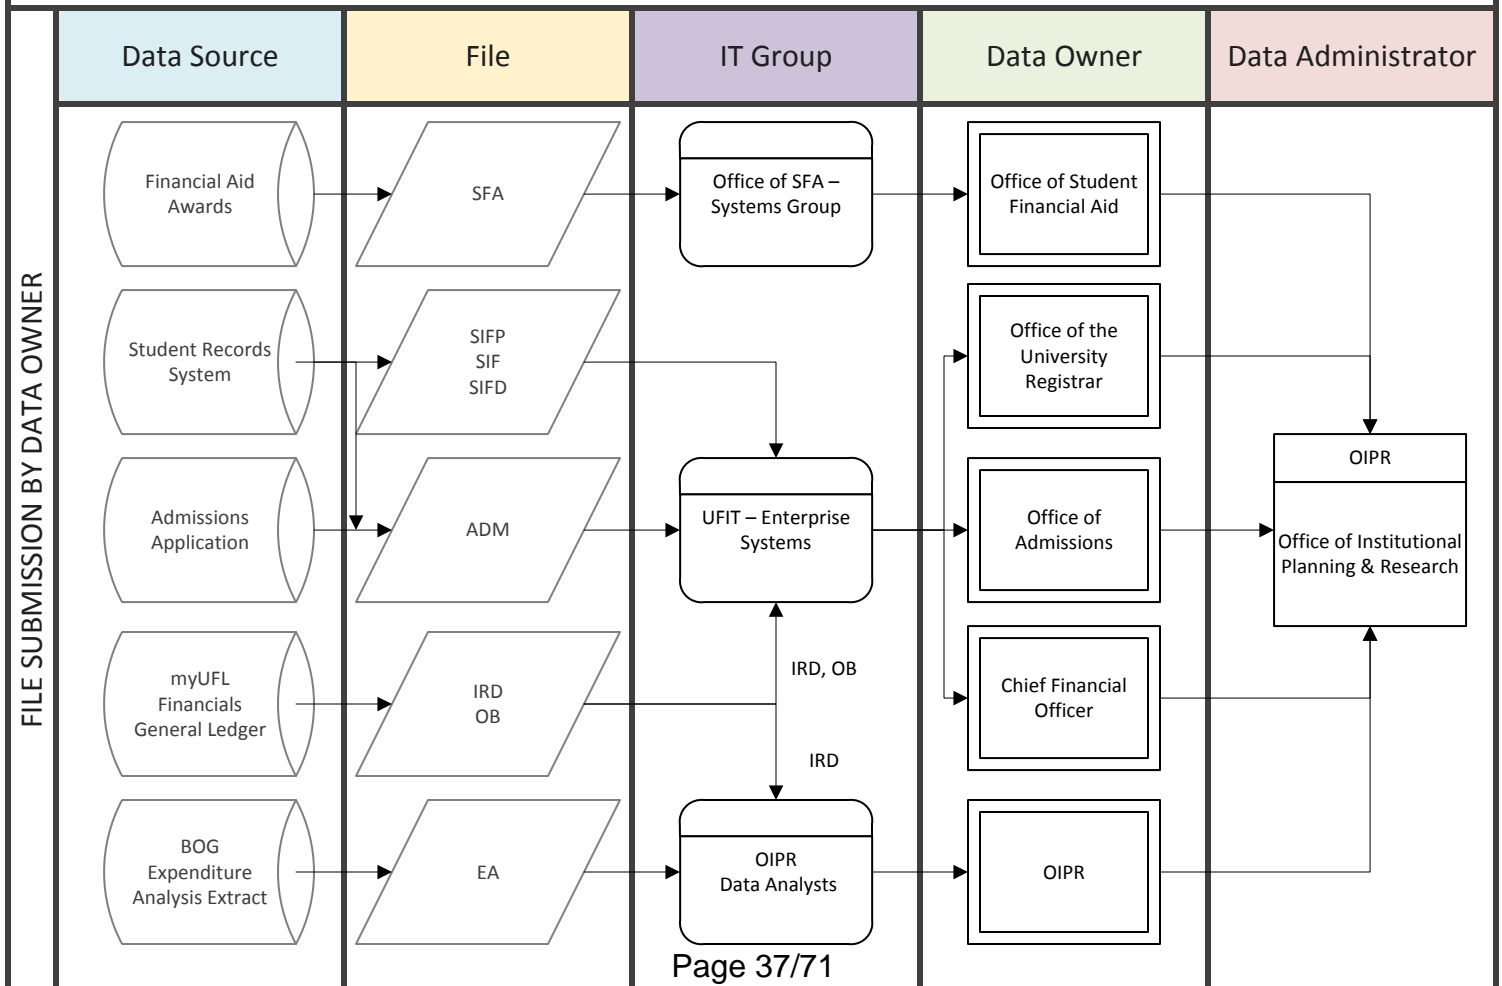 Data Source
File
IT Group
Data Owner
Data Administrator
FILE SUBMISSION BY DATA OWNER
Financial Aid
Awards
SFA
Office of SFA –
Systems Group
Office of Student
Financial Aid
Student Records
System
SIFP
SIF
SIFD
Office of the
University
Registrar
Admissions
Application
ADM
UFIT – Enterprise
Systems
Office of
Admissions
OIPR
Office of Institutional
Planning & Research
myUFL
Financials
General Ledger
IRD
OB
IRD, OB
IRD
Chief Financial
Officer
BOG
Expenditure
Analysis Extract
EA
OIPR
Data Analysts
OIPR
Page 37/71